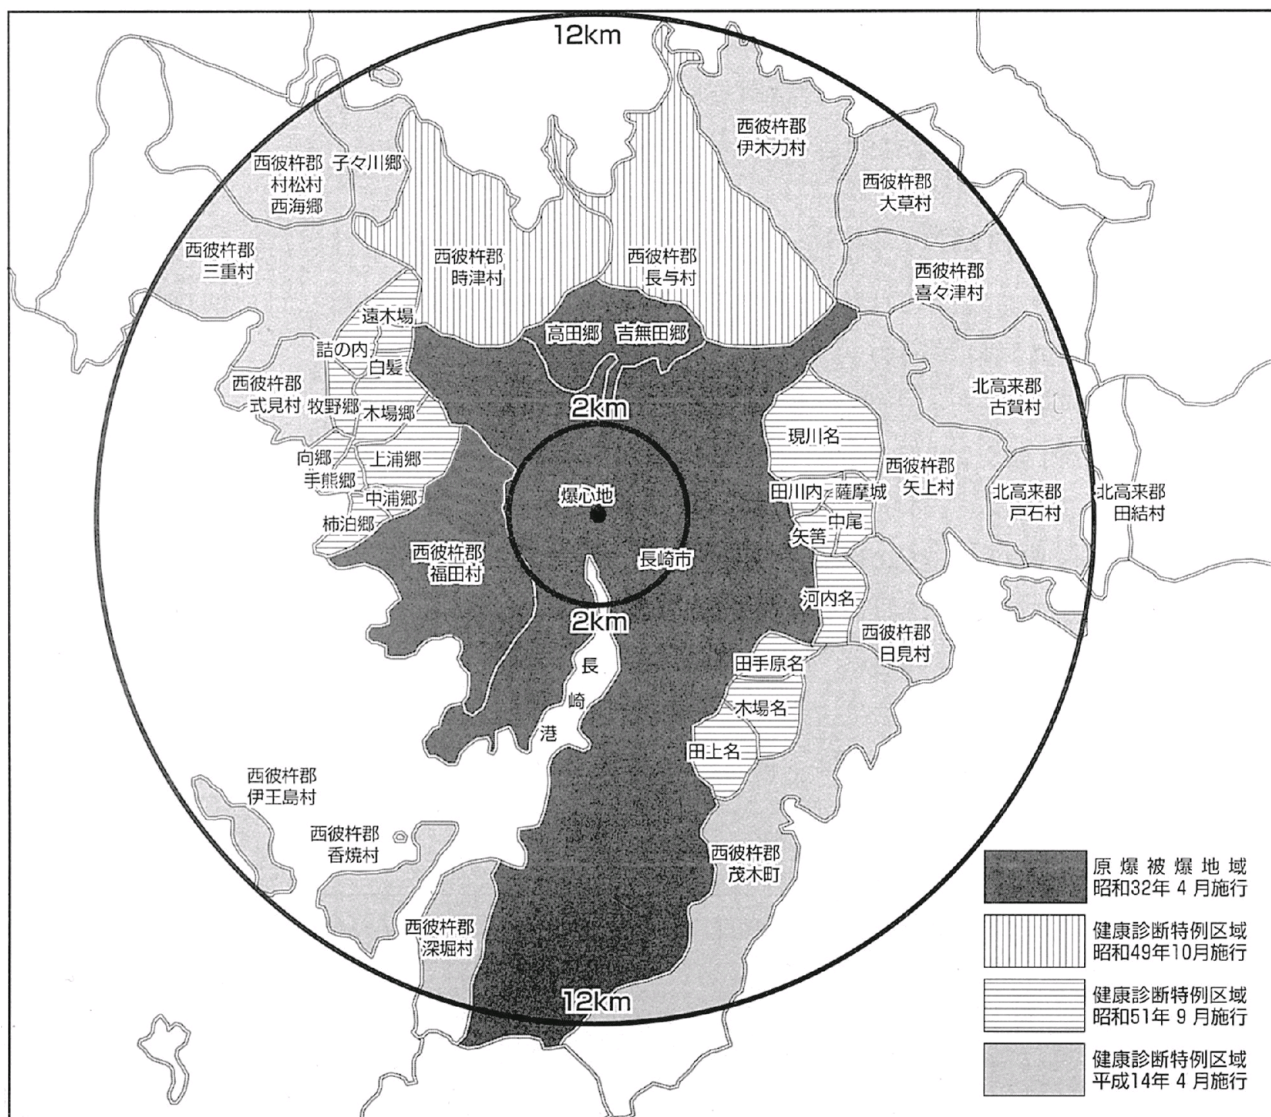 12km
西彼杵郡
伊木力村
西彼杵郡
村松村
西海郷
子々川郷
西彼杵郡
大草村
西彼杵郡
三重村
西彼杵郡
時津村
西彼杵郡
長与村
西彼杵郡
喜々津村
遠木場
高田郷
吉無田郷
詰の内
白髪
西彼杵郡
式見村
牧野郷
木場郷
2km
北高来郡
古賀村
現川名
向郷
上浦郷
手熊郷
西彼杵郡
矢上村
田川内
薩摩城
北高来郡
戸石村
北高来郡
田結村
中浦郷
爆心地
柿泊郷
矢筈
中尾
西彼杵郡
福田村
長崎市
河内名
2km
西彼杵郡
日見村
長崎港
田手原名
木場名
田上名
西彼杵郡
伊王島村
西彼杵郡
香焼村
西彼杵郡
茂木町
西彼杵郡
深堀村
12km
原爆被爆地域
昭和32年4月施行
健康診断特例区域
昭和49年10月施行
健康診断特例区域
昭和51年9月施行
健康診断特例区域
平成14年4月施行